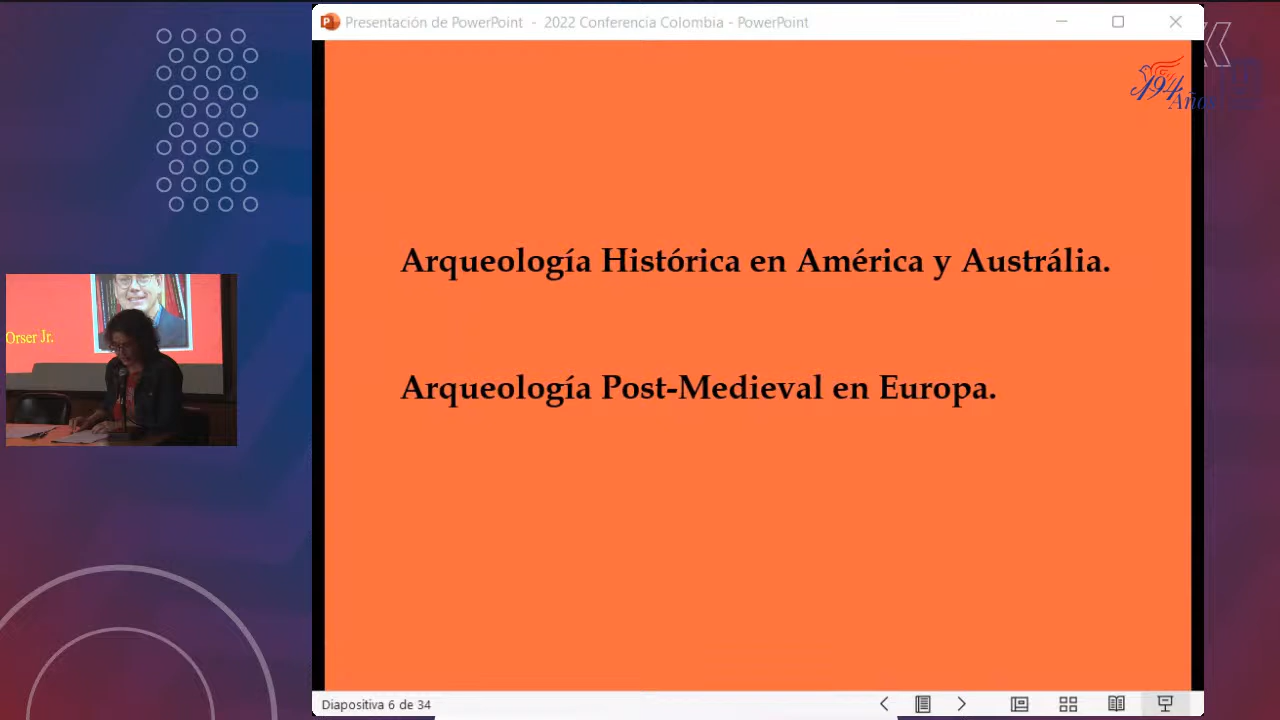 Presentación de PowerPoint - 2022 Conferencia Colombia - PowerPoint
194
Años
Arqueología Histórica en América y Austrália.
Orser Jr.
Arqueología Post-Medieval en Europa.
Diapositiva 6 de 34